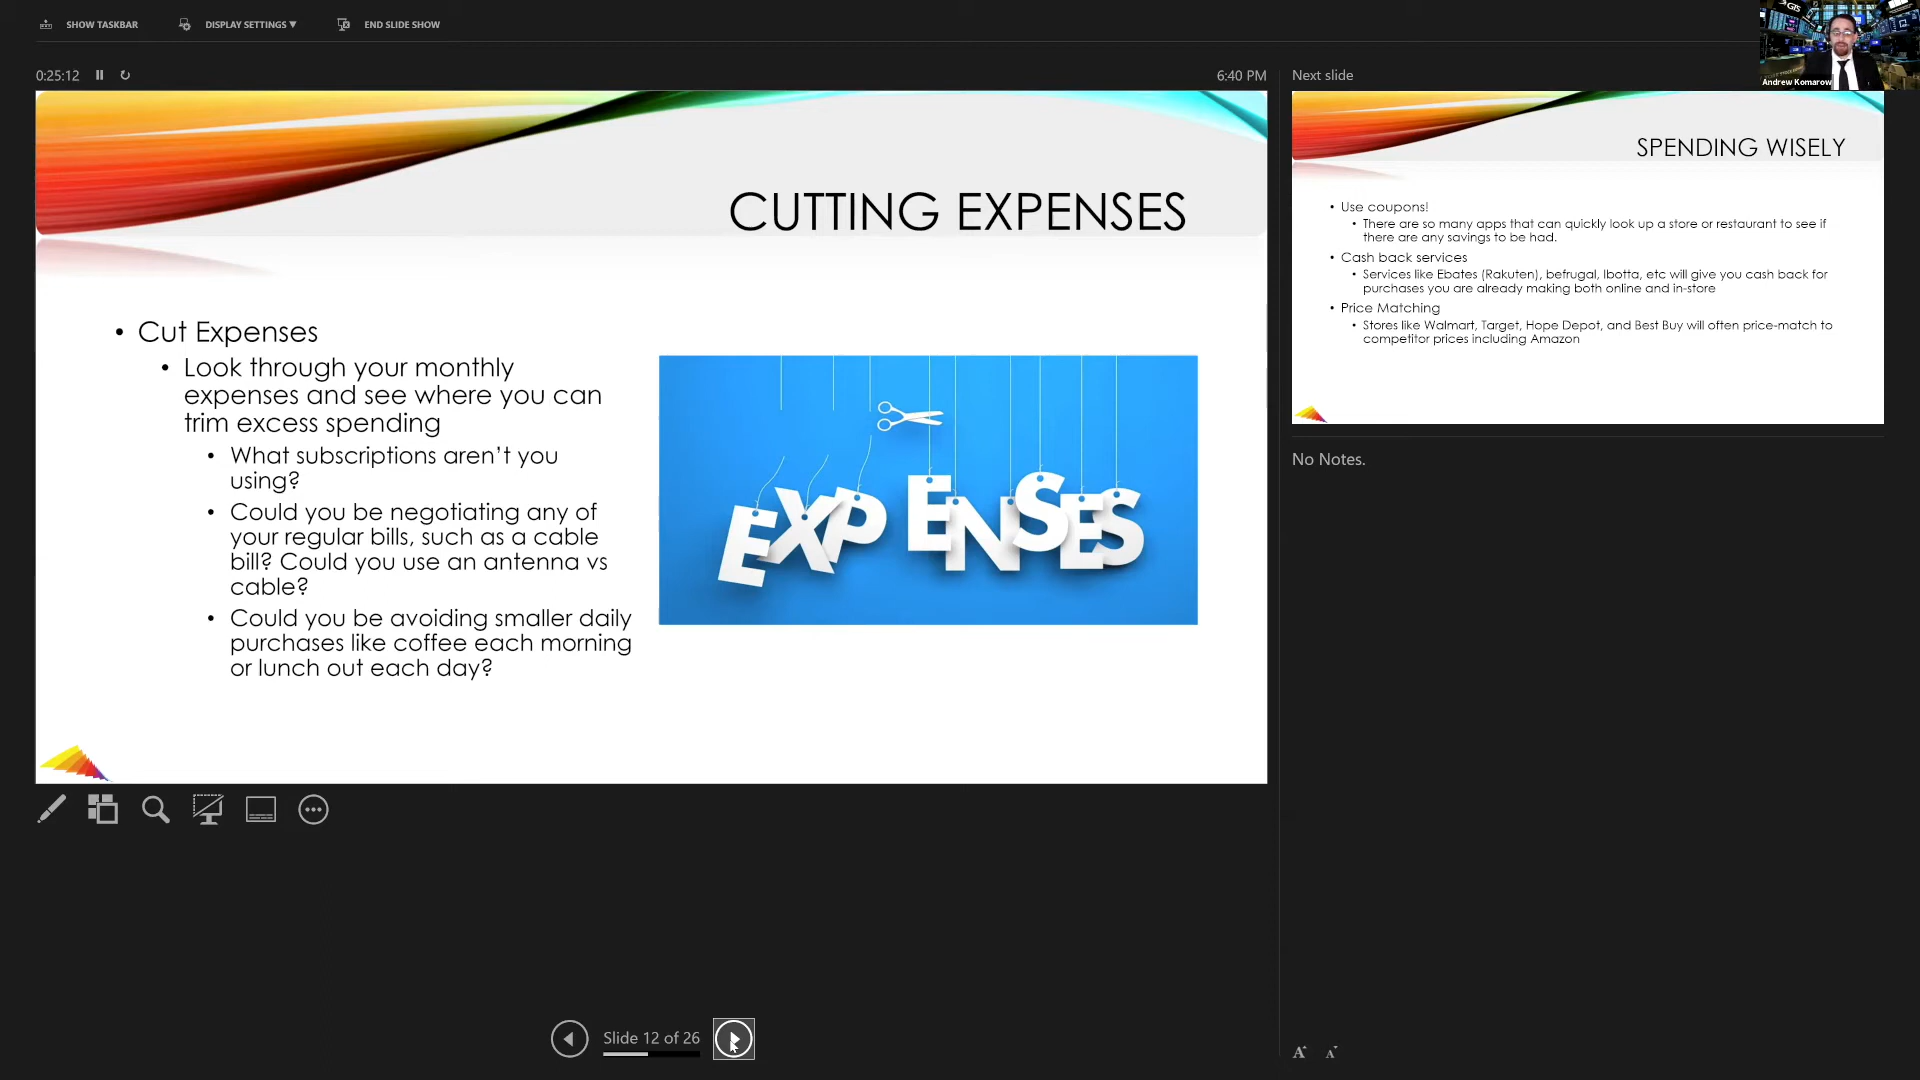 SHOW TASKBAR
DISPLAY SETTINGS ▼
END SLIDE SHOW
GTS
Andrew Komarow
0:25:12
6:40 PM
Next slide
CUTTING EXPENSES
• Cut Expenses
• Look through your monthly
expenses and see where you can
trim excess spending
• What subscriptions aren't you
using?
• Could you be negotiating any of
your regular bills, such as a cable
bill? Could you use an antenna vs
cable?
• Could you be avoiding smaller daily
purchases like coffee each morning
or lunch out each day?
EXPENSES
SPENDING WISELY
• Use coupons!
• There are so many apps that can quickly look up a store or restaurant to see if
there are any savings to be had.
• Cash back services
• Services like Ebates (Rakuten), befrugal, Ibotta, etc will give you cash back for
purchases you are already making both online and in-store
• Price Matching
• Stores like Walmart, Target, Hope Depot, and Best Buy will often price-match to
competitor prices including Amazon
No Notes.
Slide 12 of 26
A A